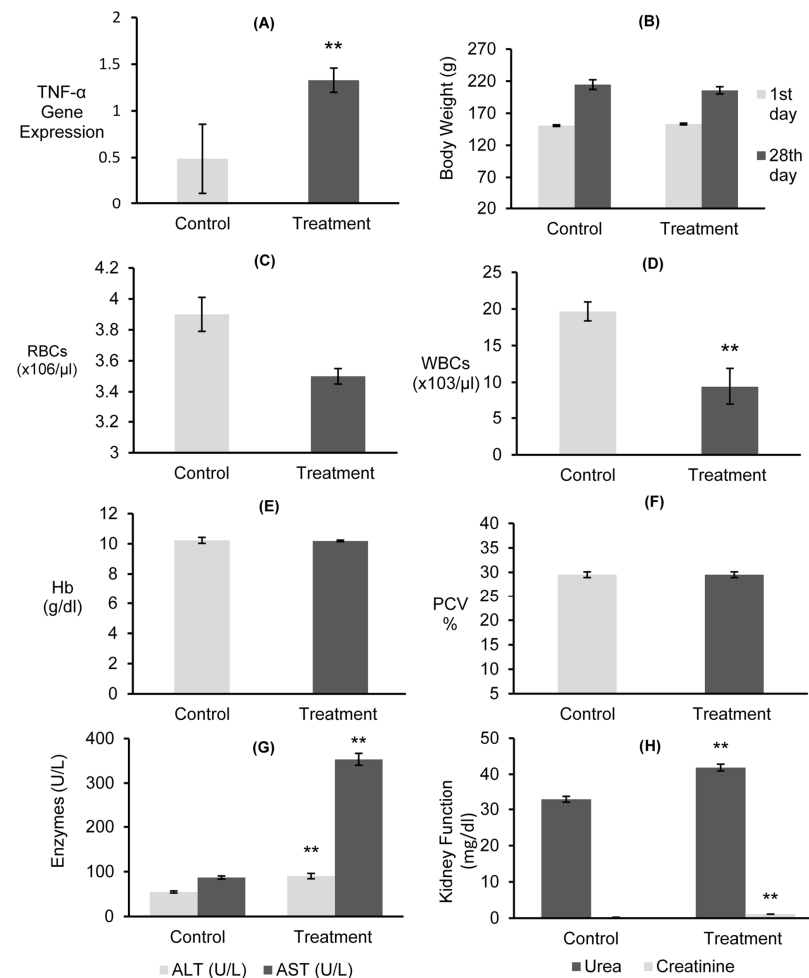 (A)
**
2
1.5
1
0.5
0
TNF-α
Gene
Expression
Control
Treatment
(B)
270
220
170
120
70
20
Body Weight (g)
1st
day
28th
day
Control
Treatment
(C)
4.2
4
3.8
3.6
3.4
3.2
3
RBCs
(x106/µl)
Control
Treatment
(D)
25
20
15
10
5
0
WBCs
(x103/µl)
**
Control
Treatment
(E)
12
10
8
6
4
2
0
Hb
(g/dl)
Control
Treatment
(F)
40
35
30
25
20
15
10
5
PCV
%
Control
Treatment
(G)
400
300
200
100
0
Enzymes (U/L)
**
**
Control
Treatment
ALT (U/L)
AST (U/L)
(H)
50
40
30
20
10
0
Kidney Function
(mg/dl)
**
**
Control
Treatment
Urea
Creatinine